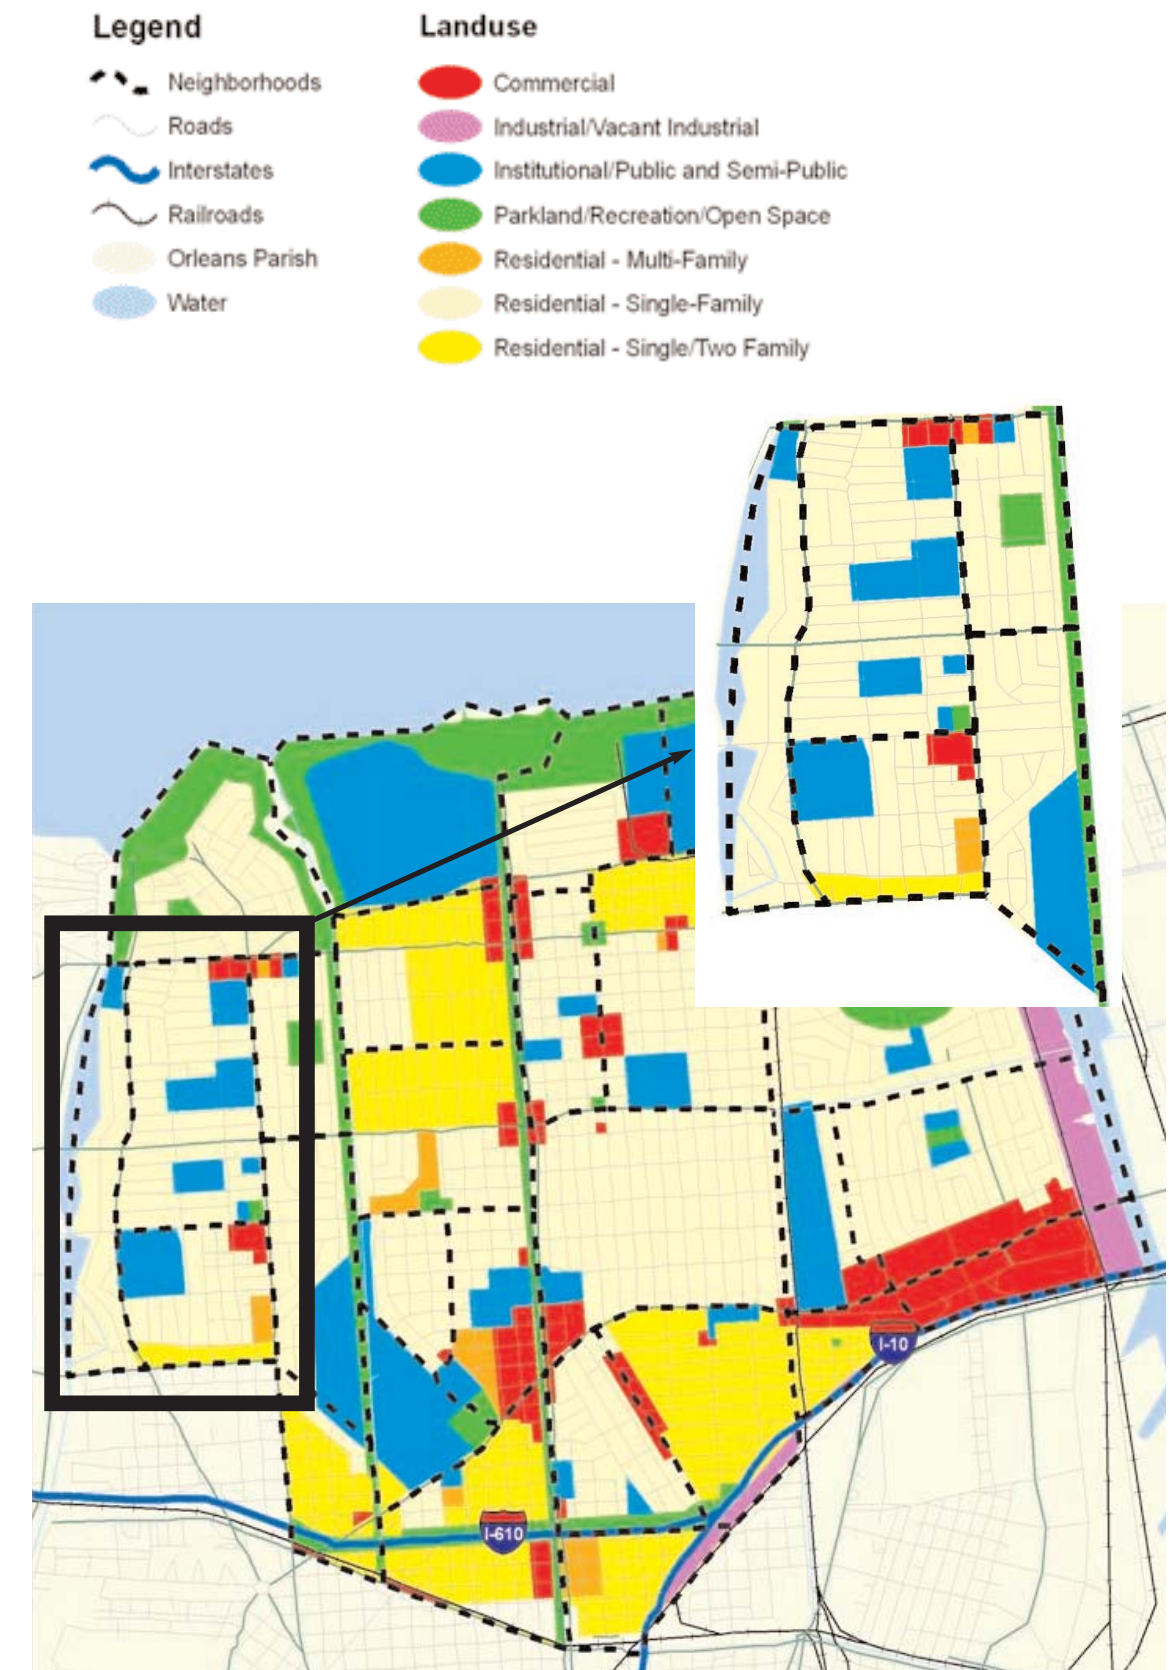 Legend
Neighborhoods
Roads
Interstates
Railroads
Orleans Parish
Water
Landuse
Commercial
Industrial/Vacant Industrial
Institutional/Public and Semi-Public
Parkland/Recreation/Open Space
Residential - Multi-Family
Residential - Single-Family
Residential - Single/Two Family
I-10
I-610